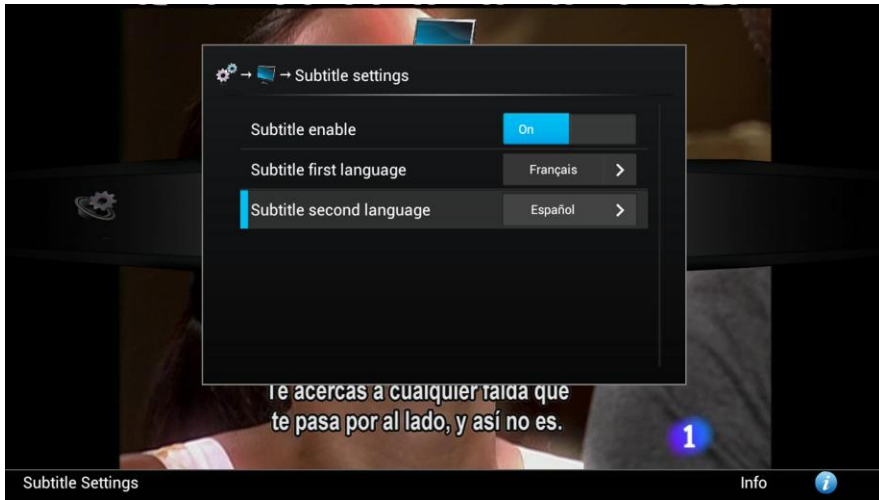 → → Subtitle settings
Subtitle enable On
Subtitle first language Français >
Subtitle second language Español >
Te acercas a cualquier falda que
te pasa por al lado, y así no es.
1
Subtitle Settings Info i